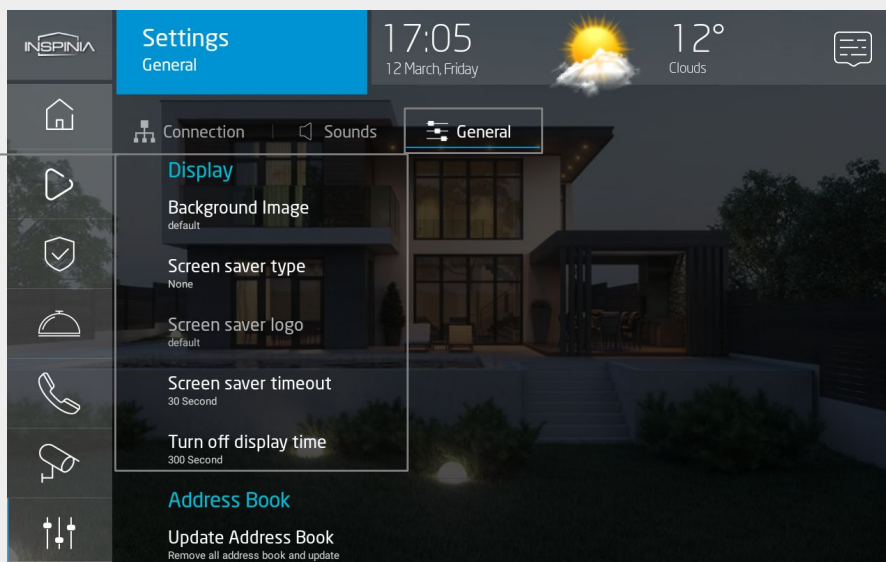 INSPINIA
Settings
General
17:05
12 March, Friday
12°
Clouds
Connection
Sounds
General
Display
Background Image
default
Screen saver type
None
Screen saver logo
default
Screen saver timeout
30 Second
Turn off display time
300 Second
Address Book
Update Address Book
Remove all address book and update